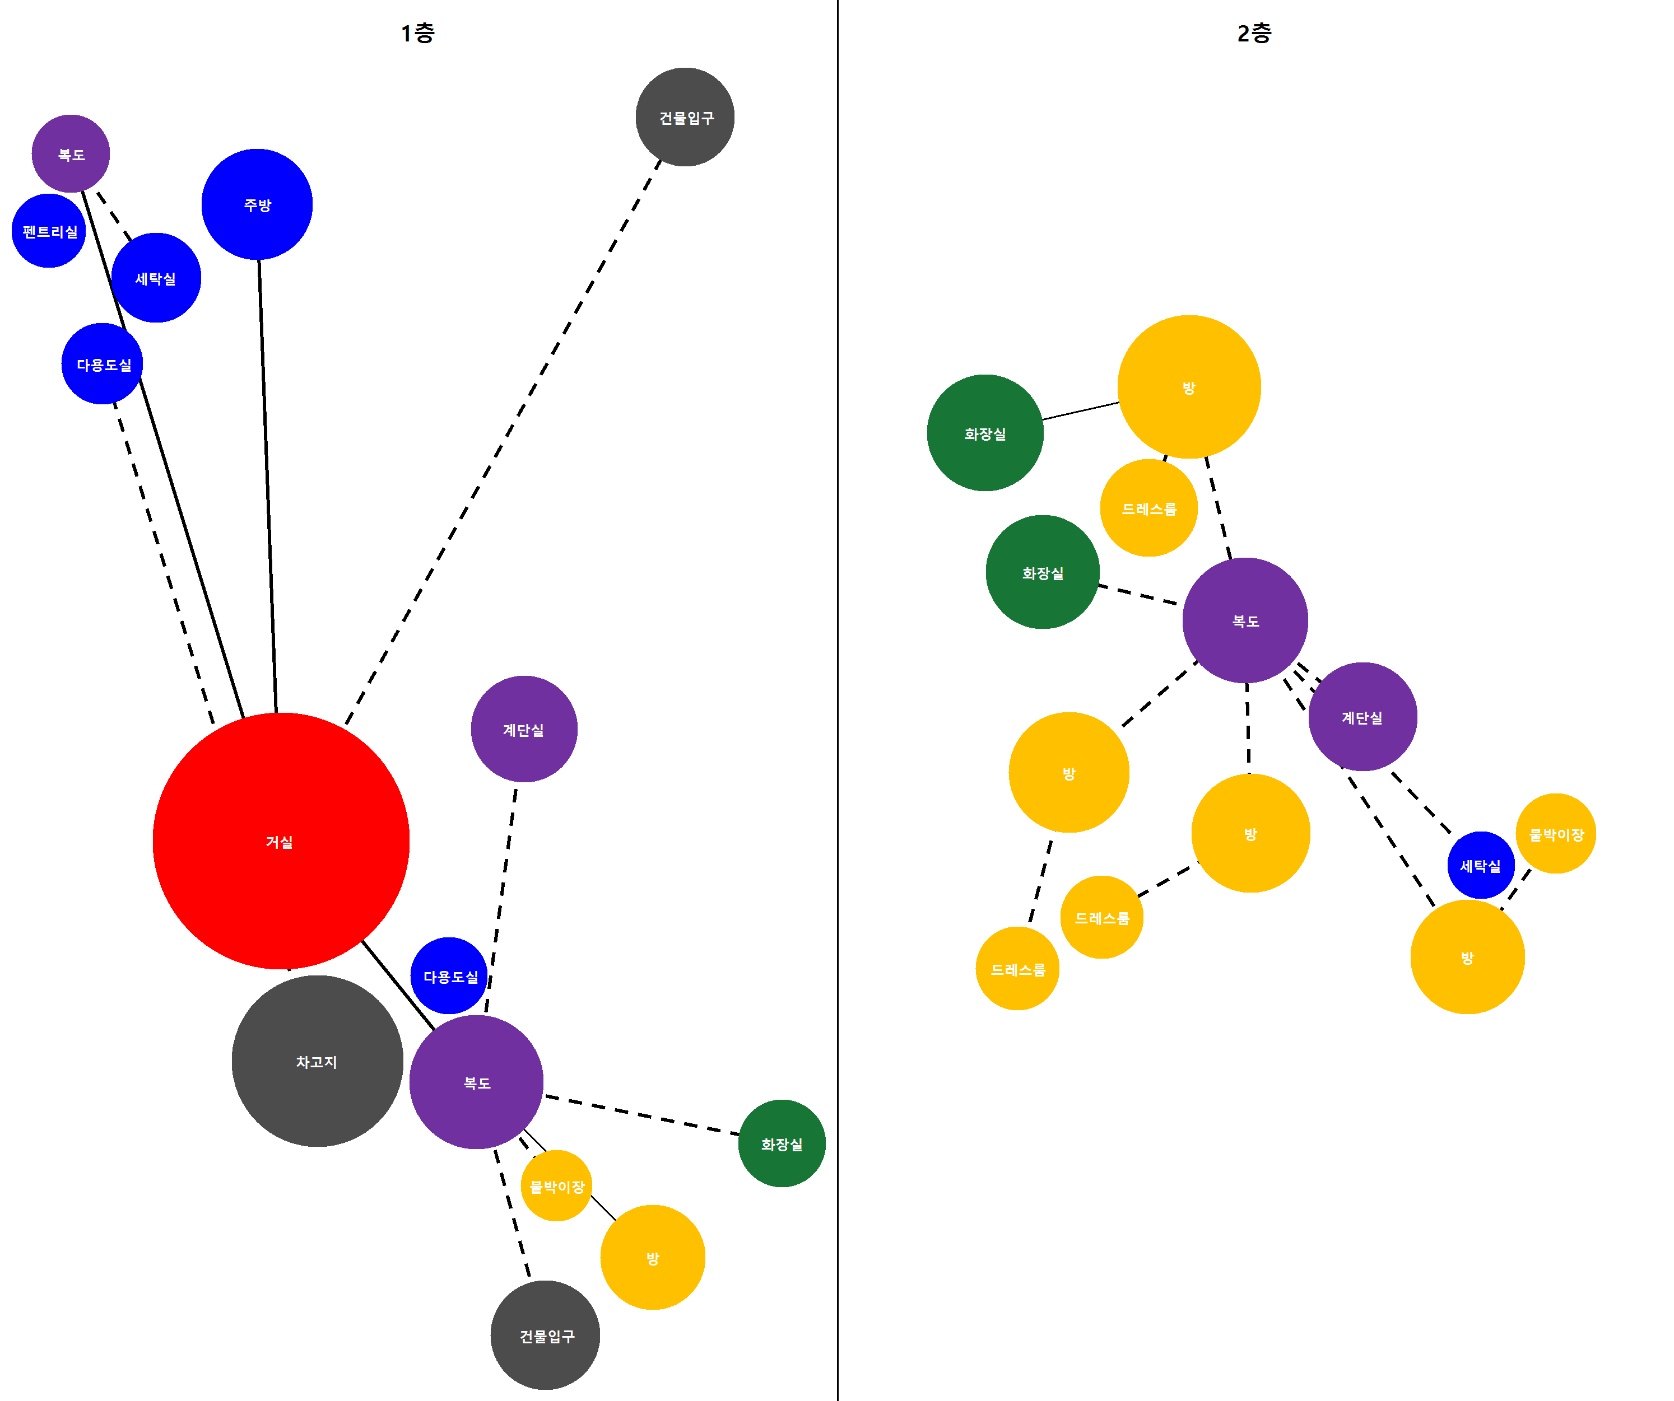 1층
건물입구
복도
주방
펜트리실
세탁실
다용도실
계단실
거실
다용도실
차고지
복도
화장실
붙박이장
방
건물입구
2층
방
화장실
드레스룸
화장실
복도
계단실
방
방
붙박이장
세탁실
드레스룸
방
드레스룸